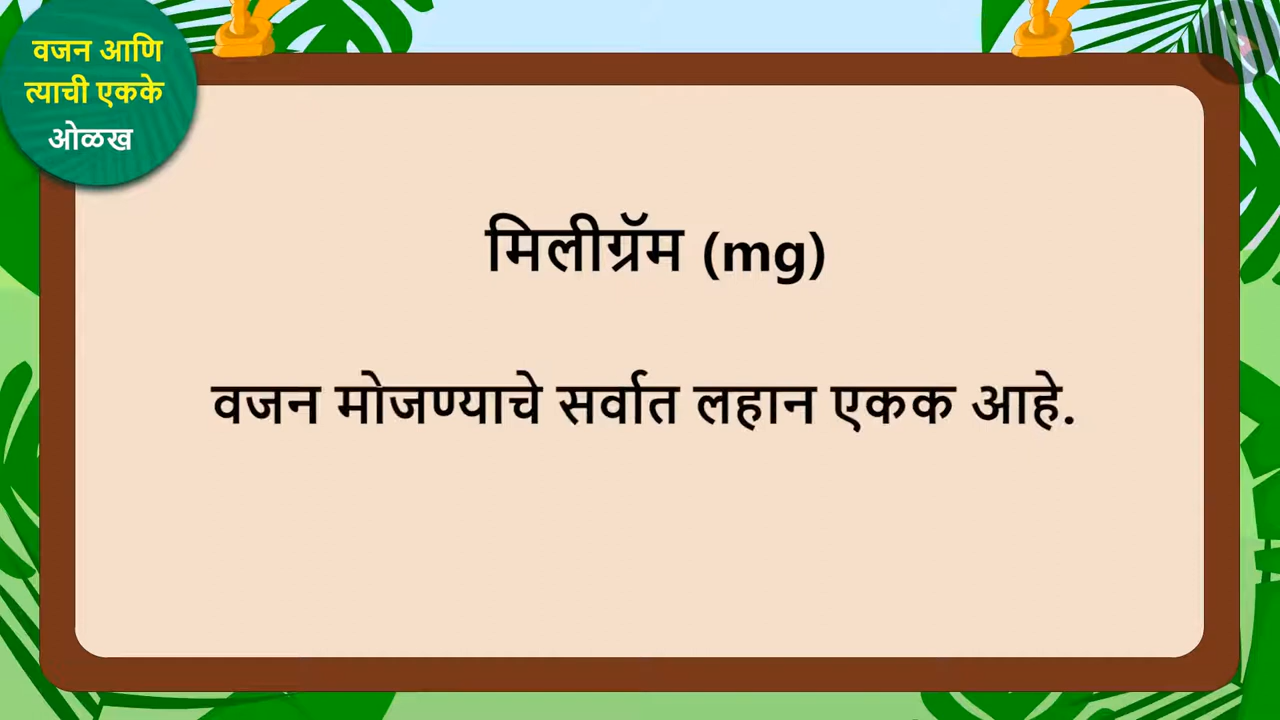 वजन आणि
त्याची एकके
ओळख
मिलीग्रॅम (mg)
वजन मोजण्याचे सर्वात लहान एकक आहे.